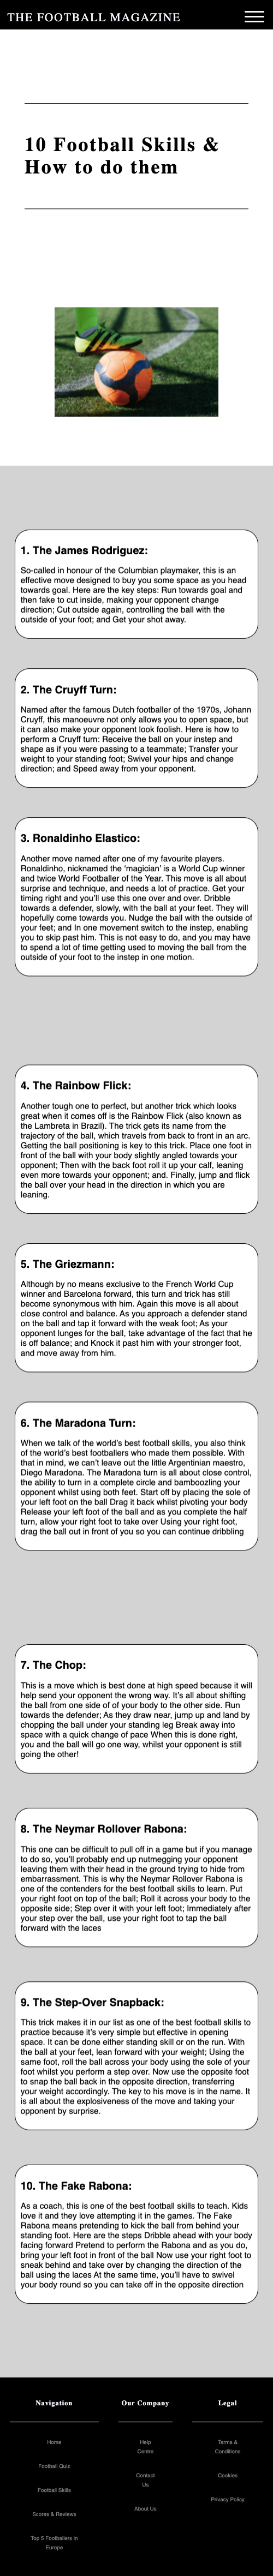 THE FOOTBALL MAGAZINE
10 Football Skills &
How to do them
1. The James Rodriguez:
So-called in honour of the Columbian playmaker, this is an
effective move designed to buy you some space as you head
towards goal. Here are the key steps: Run towards goal and
then fake to cut inside, making your opponent change
direction; Cut outside again, controlling the ball with the
outside of your foot; and Get your shot away.
2. The Cruyff Turn:
Named after the famous Dutch footballer of the 1970s, Johann
Cruyff, this manoeuvre not only allows you to open space, but
it can also make your opponent look foolish. Here is how to
perform a Cruyff turn: Receive the ball on your instep and
shape as if you were passing to a teammate; Transfer your
weight to your standing foot; Swivel your hips and change
direction; and Speed away from your opponent.
3. Ronaldinho Elastico:
Another move named after one of my favourite players.
Ronaldinho, nicknamed the 'magician' is a World Cup winner
and twice World Footballer of the Year. This move is all about
surprise and technique, and needs a lot of practice. Get your
timing right and you'll use this one over and over. Dribble
towards a defender, slowly, with the ball at your feet. They will
hopefully come towards you. Nudge the ball with the outside of
your feet; and In one movement switch to the instep, enabling
you to skip past him. This is not easy to do, and you may have
to spend a lot of time getting used to moving the ball from the
outside of your foot to the instep in one motion.
4. The Rainbow Flick:
Another tough one to perfect, but another trick which looks
great when it comes off is the Rainbow Flick (also known as
the Lambreta in Brazil). The trick gets its name from the
trajectory of the ball, which travels from back to front in an arc.
Getting the ball positioning is key to this trick. Place one foot in
front of the ball with your body slightly angled towards your
opponent; Then with the back foot roll it up your calf, leaning
even more towards your opponent; and. Finally, jump and flick
the ball over your head in the direction in which you are
leaning.
5. The Griezmann:
Although by no means exclusive to the French World Cup
winner and Barcelona forward, this turn and trick has still
become synonymous with him. Again this move is all about
close control and balance. As you approach a defender stand
on the ball and tap it forward with the weak foot; As your
opponent lunges for the ball, take advantage of the fact that he
is off balance; and Knock it past him with your stronger foot,
and move away from him.
6. The Maradona Turn:
When we talk of the world's best football skills, you also think
of the world's best footballers who made them possible. With
that in mind, we can't leave out the little Argentinian maestro,
Diego Maradona. The Maradona turn is all about close control,
the ability to turn in a complete circle and bamboozling your
opponent whilst using both feet. Start off by placing the sole of
your left foot on the ball Drag it back whilst pivoting your body
Release your left foot of the ball and as you complete the half
turn, allow your right foot to take over Using your right foot,
drag the ball out in front of you so you can continue dribbling
7. The Chop:
This is a move which is best done at high speed because it will
help send your opponent the wrong way. It's all about shifting
the ball from one side of of your body to the other side. Run
towards the defender; As they draw near, jump up and land by
chopping the ball under your standing leg Break away into
space with a quick change of pace When this is done right,
you and the ball will go one way, whilst your opponent is still
going the other!
8. The Neymar Rollover Rabona:
This one can be difficult to pull off in a game but if you manage
to do so, you'll probably end up nutmegging your opponent
leaving them with their head in the ground trying to hide from
embarrassment. This is why the Neymar Rollover Rabona is
one of the contenders for the best football skills to learn. Put
your right foot on top of the ball; Roll it across your body to the
opposite side; Step over it with your left foot; Immediately after
your step over the ball, use your right foot to tap the ball
forward with the laces
9. The Step-Over Snapback:
This trick makes it in our list as one of the best football skills to
practice because it's very simple but effective in opening
space. It can be done either standing skill or on the run. With
the ball at your feet, lean forward with your weight; Using the
same foot, roll the ball across your body using the sole of your
foot whilst you perform a step over. Now use the opposite foot
to snap the ball back in the opposite direction, transferring
your weight accordingly. The key to his move is in the name. It
is all about the explosiveness of the move and taking your
opponent by surprise.
10. The Fake Rabona:
As a coach, this is one of the best football skills to teach. Kids
love it and they love attempting it in the games. The Fake
Rabona means pretending to kick the ball from behind your
standing foot. Here are the steps Dribble ahead with your body
facing forward Pretend to perform the Rabona and as you do,
bring your left foot in front of the ball Now use your right foot to
sneak behind and take over by changing the direction of the
ball using the laces At the same time, you'll have to swivel
your body round so you can take off in the opposite direction
Navigation
Home
Football Quiz
Football Skills
Scores & Reviews
Top 5 Footballers in
Europe
Our Company
Help
Centre
Contact
Us
About Us
Legal
Terms &
Conditions
Cookies
Privacy Policy